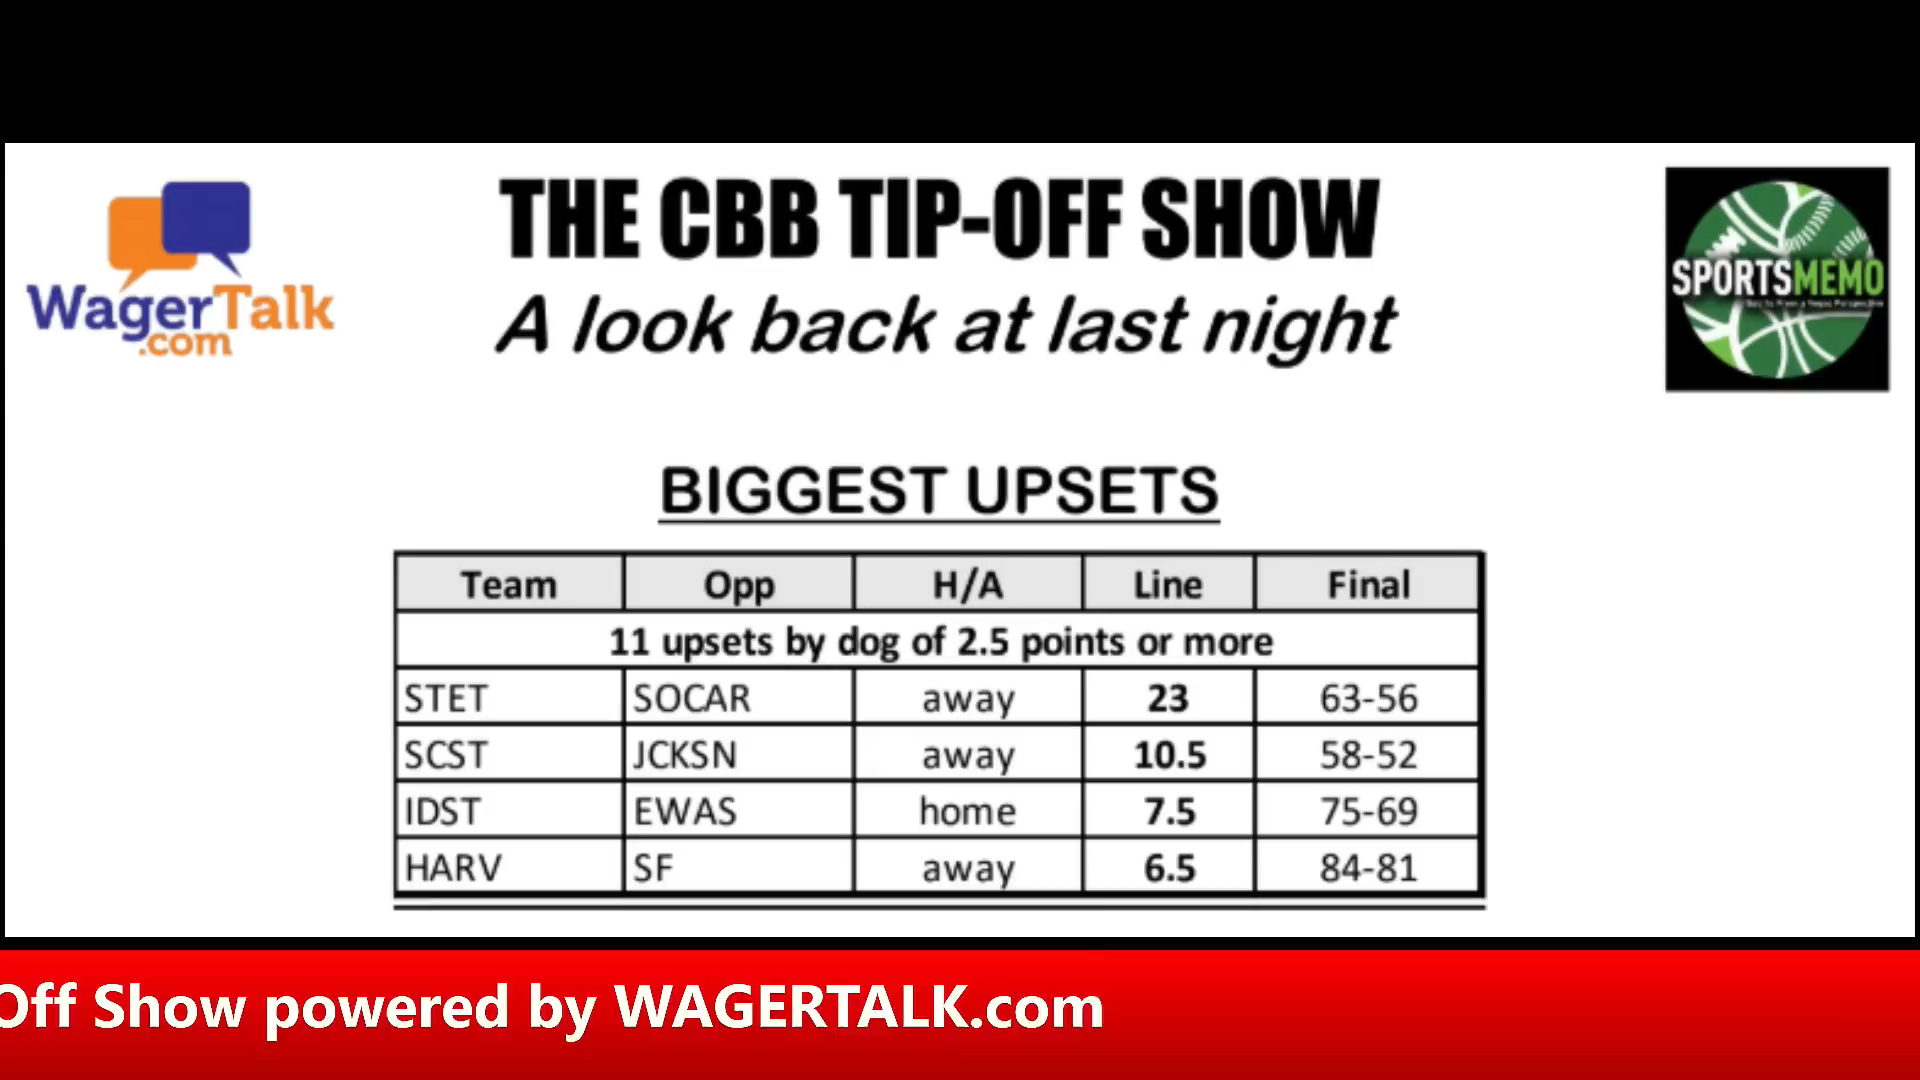 WagerTalk
.com
THE CBB TIP-OFF SHOW
A look back at last night
SPORTSMEMO
BIGGEST UPSETS
Team Opp H/A Line Final
11 upsets by dog of 2.5 points or more
STET SOCAR away 23 63-56
SCST JCKSN away 10.5 58-52
IDST EWAS home 7.5 75-69
HARV SF away 6.5 84-81
Off Show powered by WAGERTALK.com